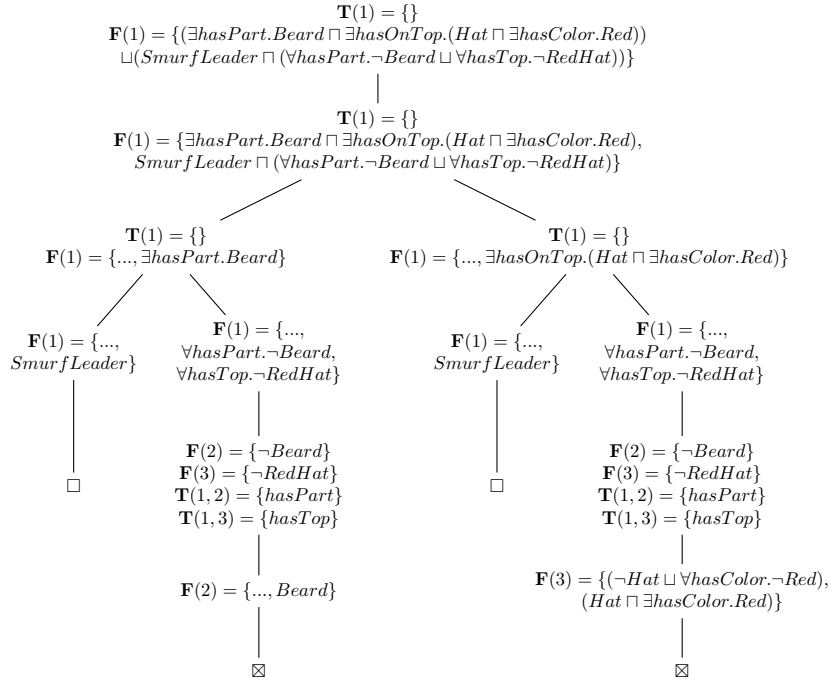 T(1) = {}
F(1) = {(∃hasPart.Beard ⊓ ∃hasOnTop.(Hat ⊓ ∃hasColor.Red))
⊔(SmurfLeader ⊓ (∀hasPart.¬Beard ⊔ ∀hasTop.¬RedHat))}
T(1) = {}
F(1) = {∃hasPart.Beard ⊓ ∃hasOnTop.(Hat ⊓ ∃hasColor.Red),
SmurfLeader ⊓ (∀hasPart.¬Beard ⊔ ∀hasTop.¬RedHat)}
T(1) = {}
F(1) = {..., ∃hasPart.Beard}
T(1) = {}
F(1) = {..., ∃hasOnTop.(Hat ⊓ ∃hasColor.Red)}
F(1) = {...,
SmurfLeader}
F(1) = {...,
∀hasPart.¬Beard,
∀hasTop.¬RedHat}
F(1) = {...,
SmurfLeader}
F(1) = {...,
∀hasPart.¬Beard,
∀hasTop.¬RedHat}
□
F(2) = {¬Beard}
F(3) = {¬RedHat}
T(1, 2) = {hasPart}
T(1, 3) = {hasTop}
□
F(2) = {¬Beard}
F(3) = {¬RedHat}
T(1, 2) = {hasPart}
T(1, 3) = {hasTop}
F(2) = {..., Beard}
F(3) = {(¬Hat ⊔ ∀hasColor.¬Red),
(Hat ⊓ ∃hasColor.Red)}
⊠
⊠